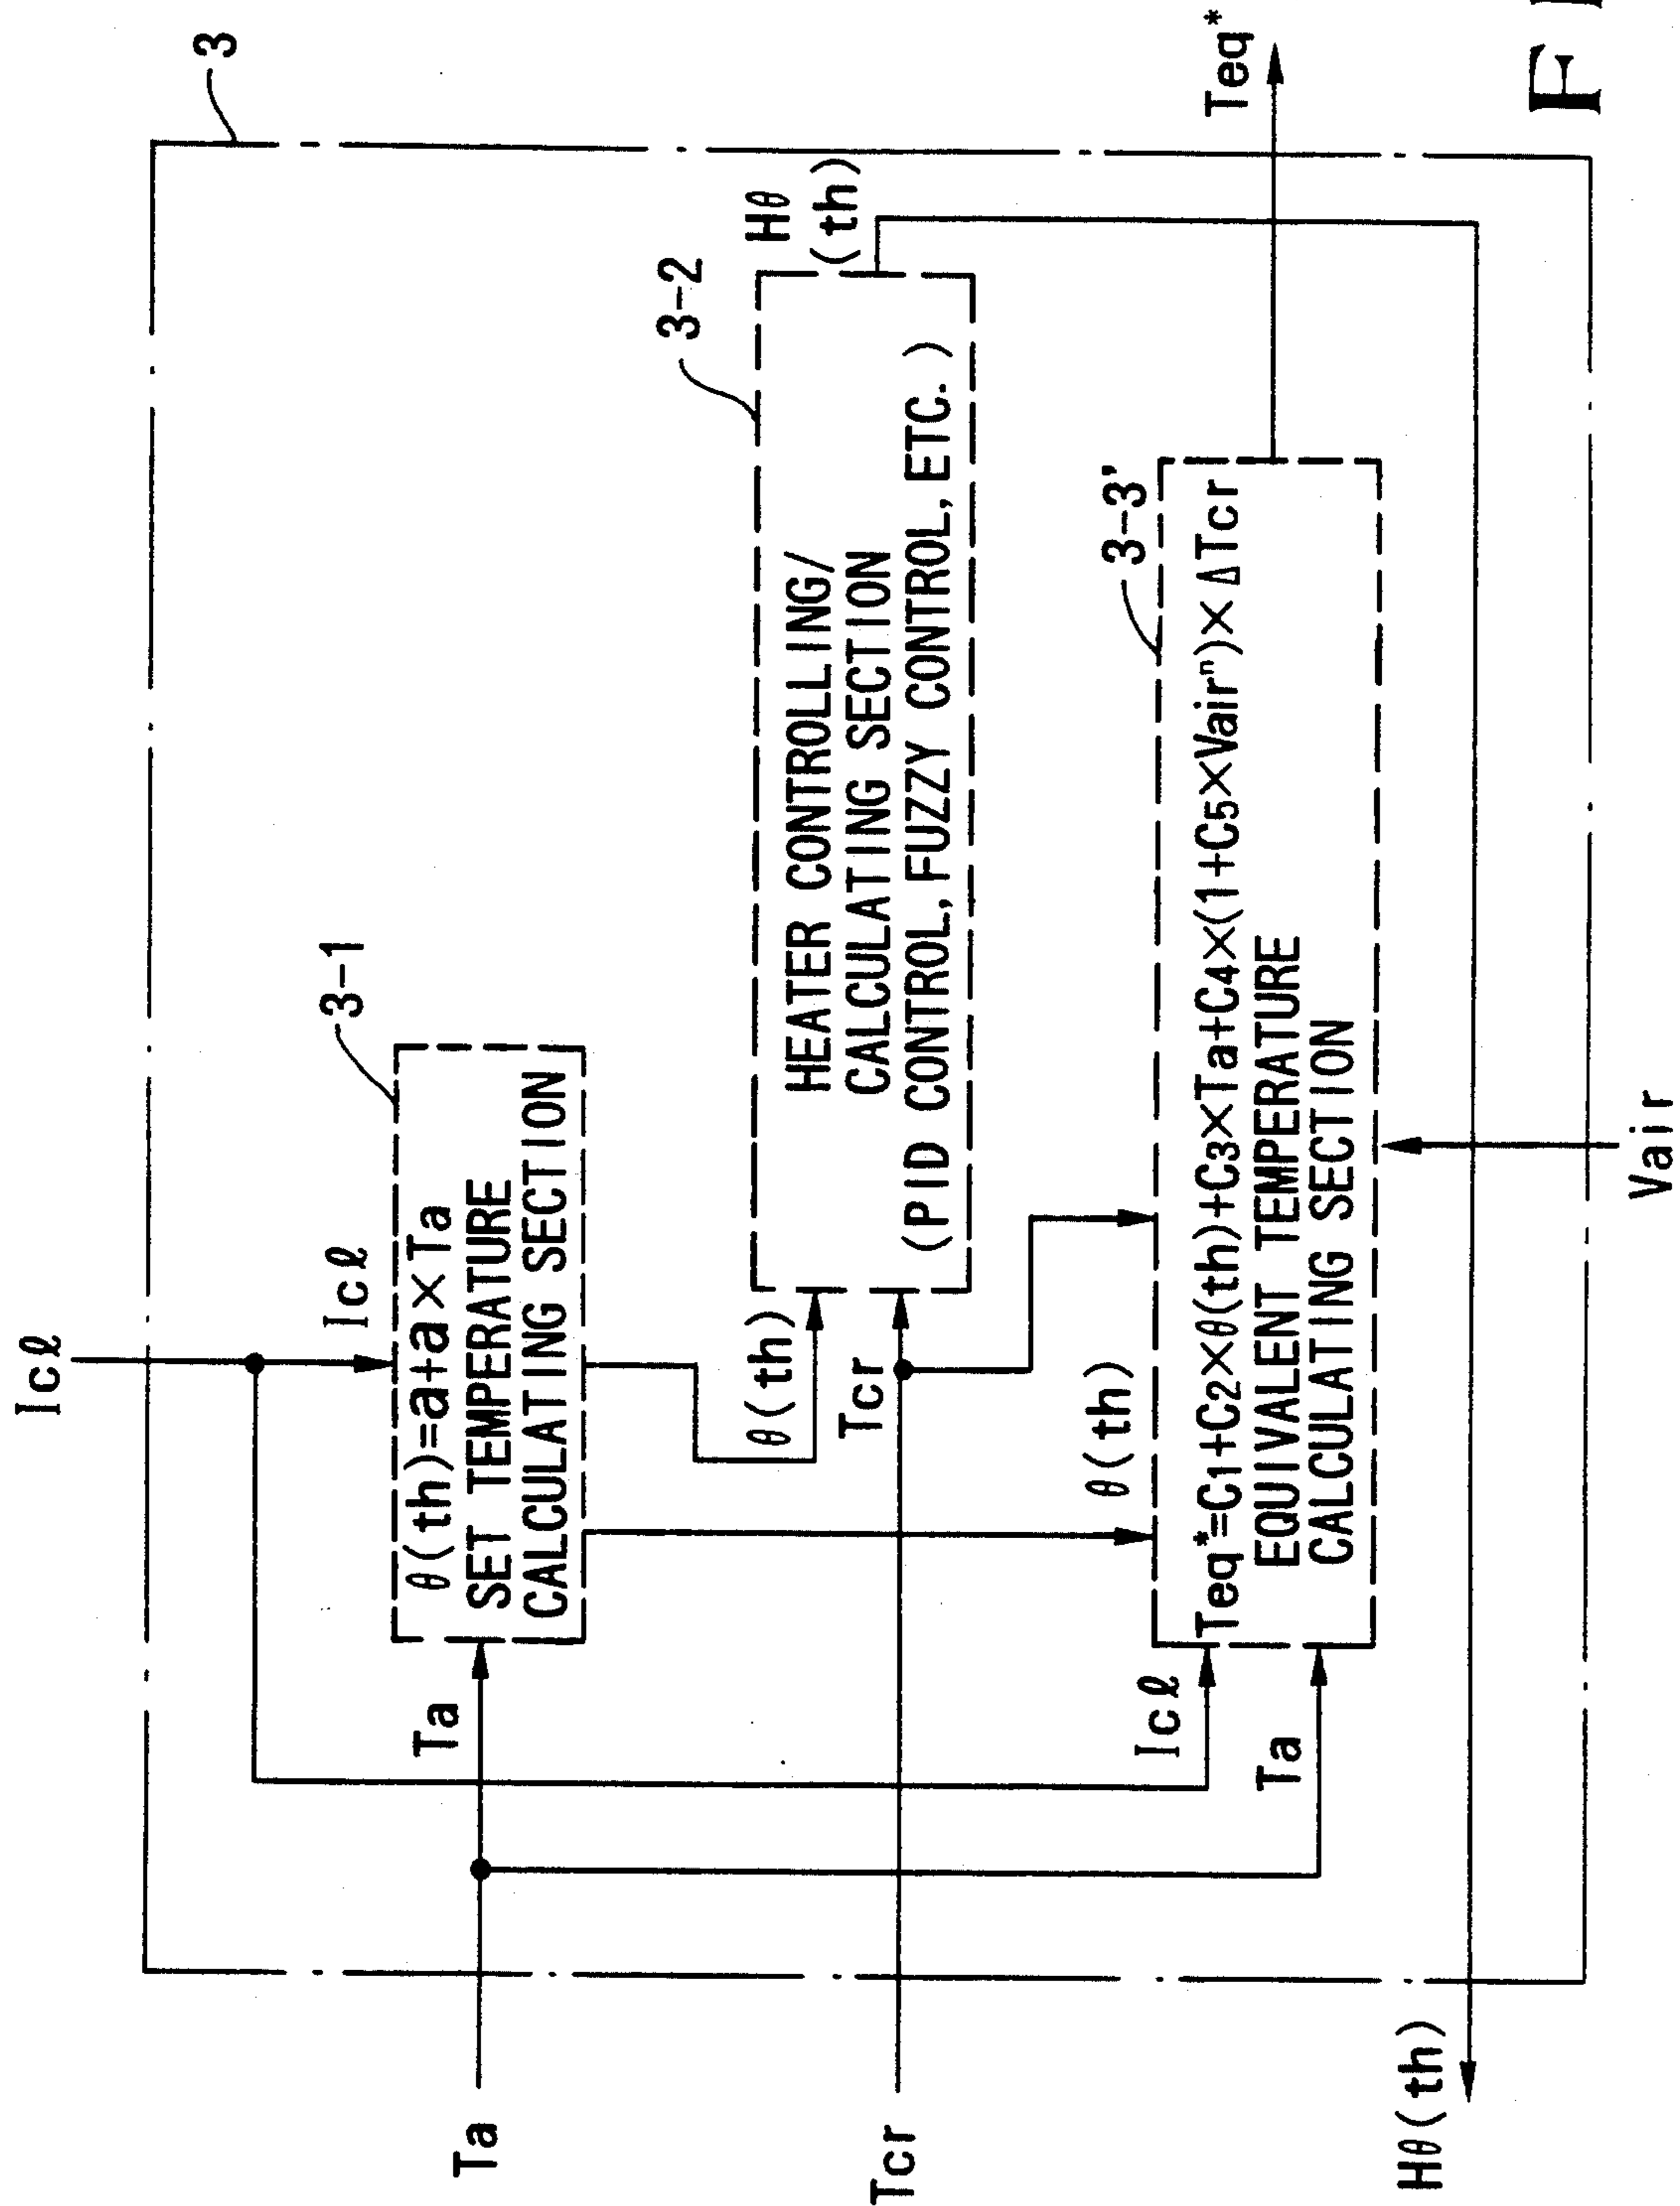 3
Icℓ
Icℓ
3-1
θ(th)=a+a×Ta
SET TEMPERATURE
CALCULATING SECTION
Ta
Ta
3-2
Hθ
(th)
HEATER CONTROLLING/
CALCULATING SECTION
(PID CONTROL,FUZZY CONTROL,ETC.)
θ(th)
Tcr
Tcr
θ(th)
3-3'
Teq*=C1+C2×θ(th)+C3×Ta+C4×(1+C5×Vairⁿ)×ΔTcr
EQUIVALENT TEMPERATURE
CALCULATING SECTION
Icℓ
Ta
Teq*
Hθ(th)
Vair